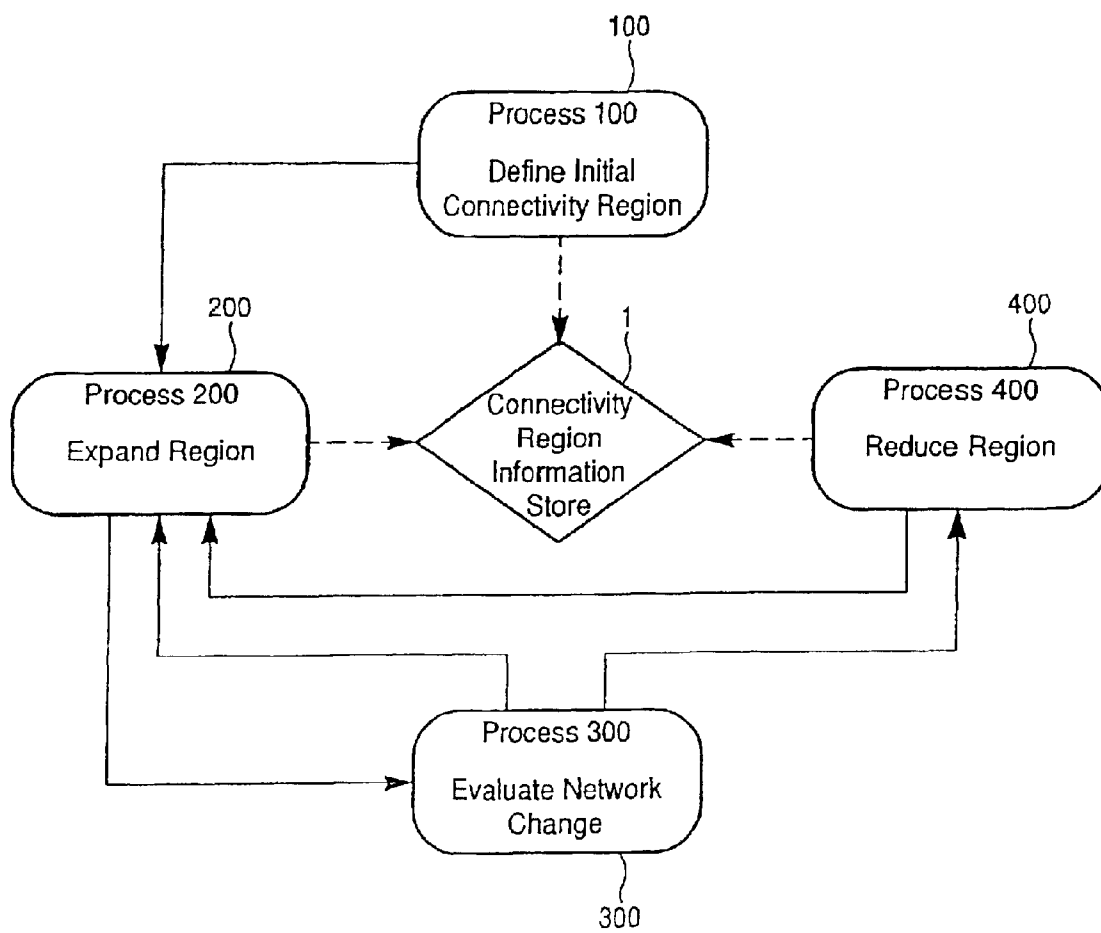 100
Process 100
Define Initial
Connectivity Region
200
Process 200
Expand Region
1
Connectivity
Region
Information
Store
400
Process 400
Reduce Region
Process 300
Evaluate Network
Change
300